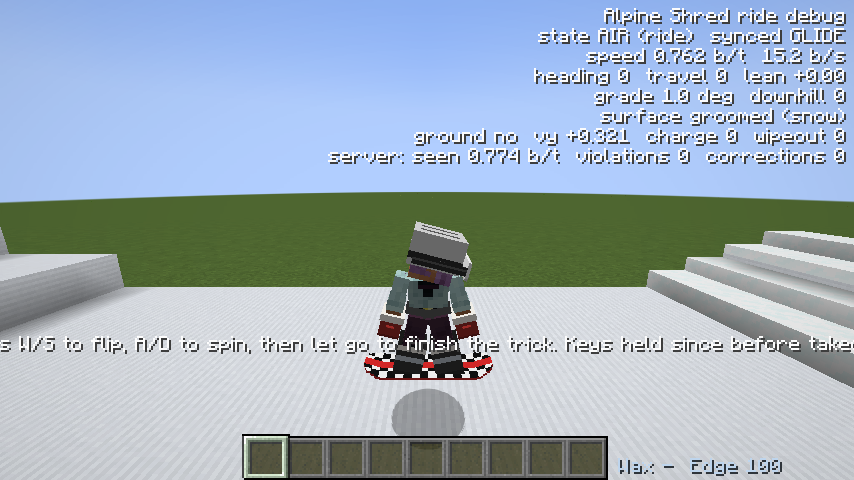 Alpine Shred ride debug
state AIR (ride) synced GLIDE
speed 0.762 b/t 15.2 b/s
heading 0 travel 0 lean +0.00
grade 1.0 deg downhill 0
surface groomed (snow)
ground no vy +0.321 charge 0 wipeout 0
server: seen 0.774 b/t violations 0 corrections 0
s W/S to flip, A/D to spin, then let go to finish the trick. Keys held since before take
Wax - Edge 100